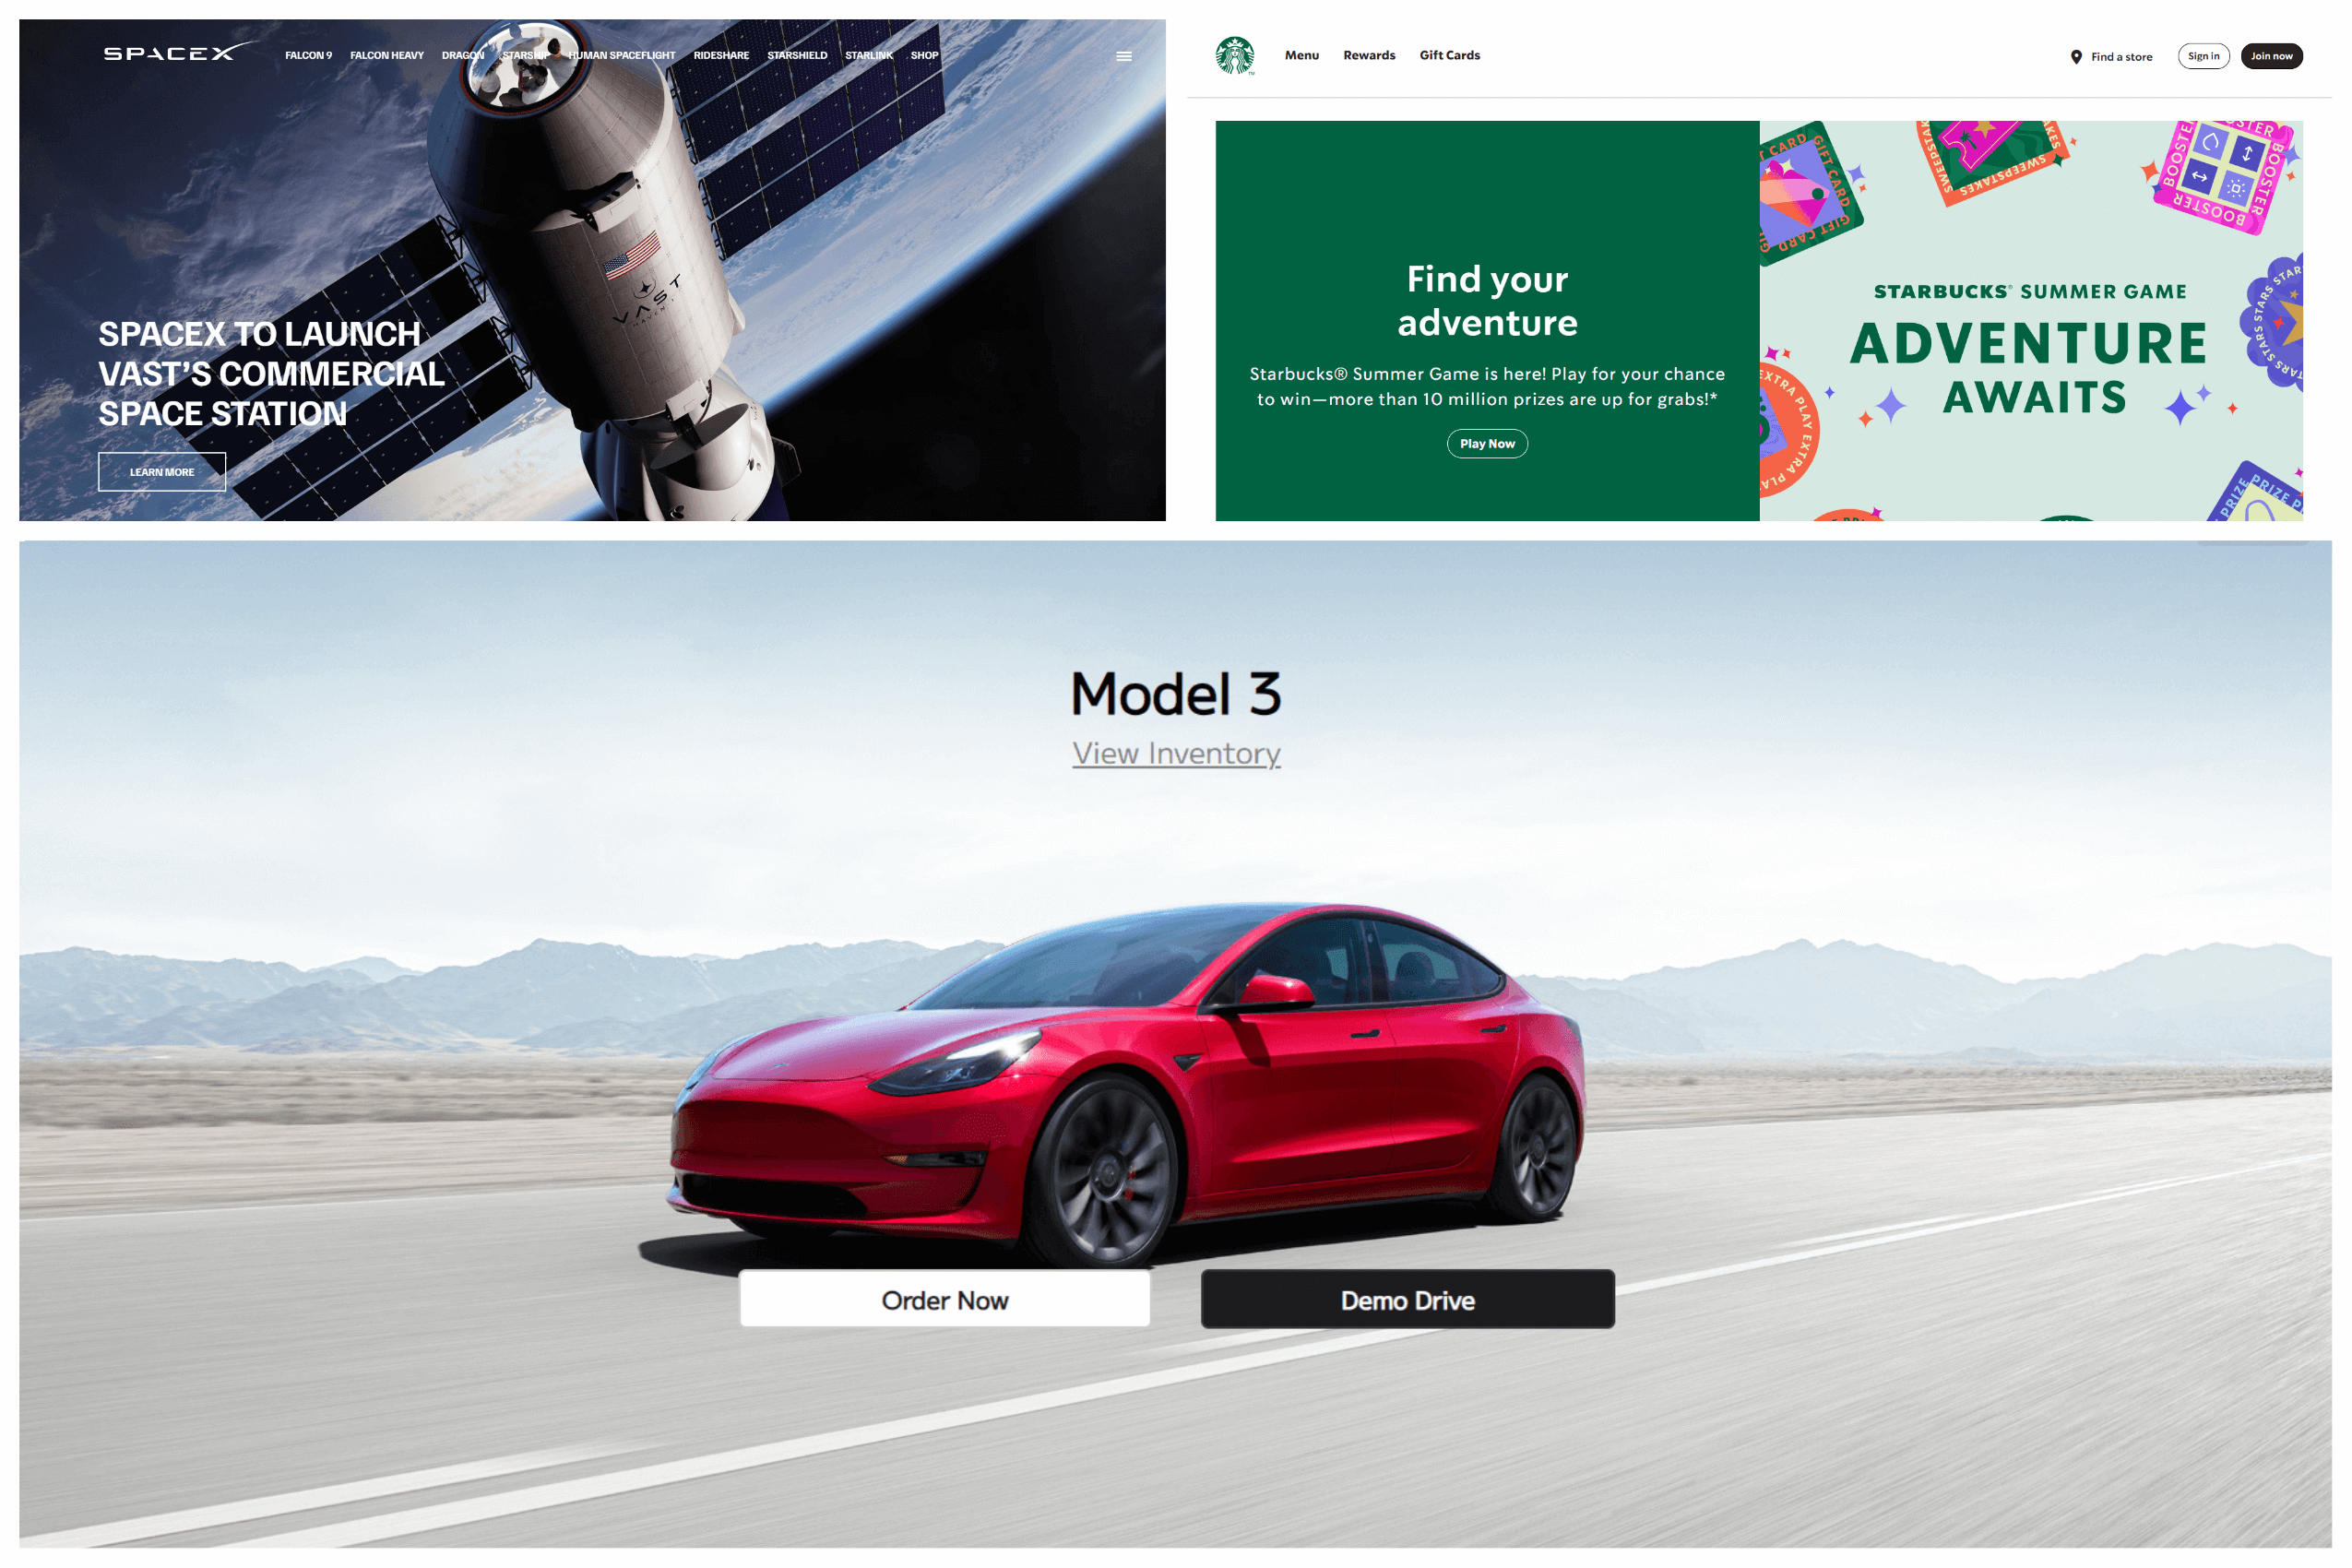 SPACEX FALCON 9 FALCON HEAVY DRAGON STARSHIP HUMAN SPACEFLIGHT RIDESHARE STARSHIELD STARLINK SHOP
VAST
SPACEX TO LAUNCH
VAST’S COMMERCIAL
SPACE STATION
LEARN MORE
Menu Rewards Gift Cards Find a store Sign in Join now
Find your
adventure
Starbucks® Summer Game is here! Play for your chance
to win—more than 10 million prizes are up for grabs!*
Play Now
GIFT CARD GIFT CARD GIFT
SWEEPSTAKES
BOOSTER BOOSTER BOOSTER
STARBUCKS® SUMMER GAME
ADVENTURE
AWAITS
STARS STARS
EXTRA PLAY EXTRA
PRIZE PRIZE
Model 3
View Inventory
Order Now Demo Drive